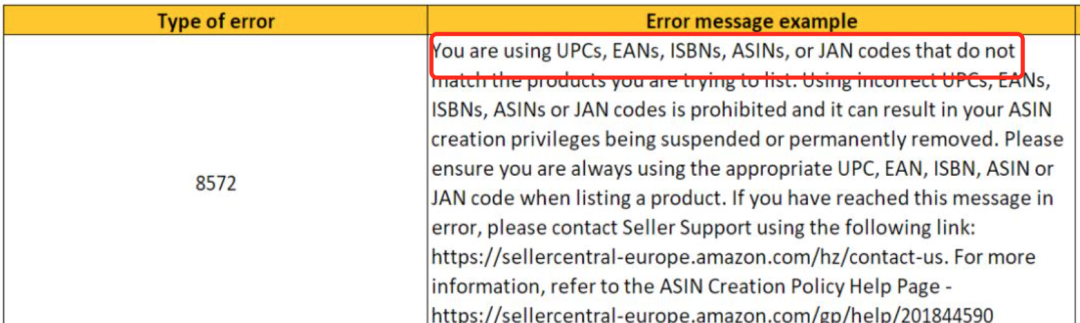 Type of error
Error message example
8572
You are using UPCs, EANs, ISBNs, ASINs, or JAN codes that do not
match the products you are trying to list. Using incorrect UPCs, EANs,
ISBNs, ASINs or JAN codes is prohibited and it can result in your ASIN
creation privileges being suspended or permanently removed. Please
ensure you are always using the appropriate UPC, EAN, ISBN, ASIN or
JAN code when listing a product. If you have reached this message in
error, please contact Seller Support using the following link:
https://sellercentral-europe.amazon.com/hz/contact-us. For more
information, refer to the ASIN Creation Policy Help Page -
https://sellercentral-europe.amazon.com/gp/help/201844590